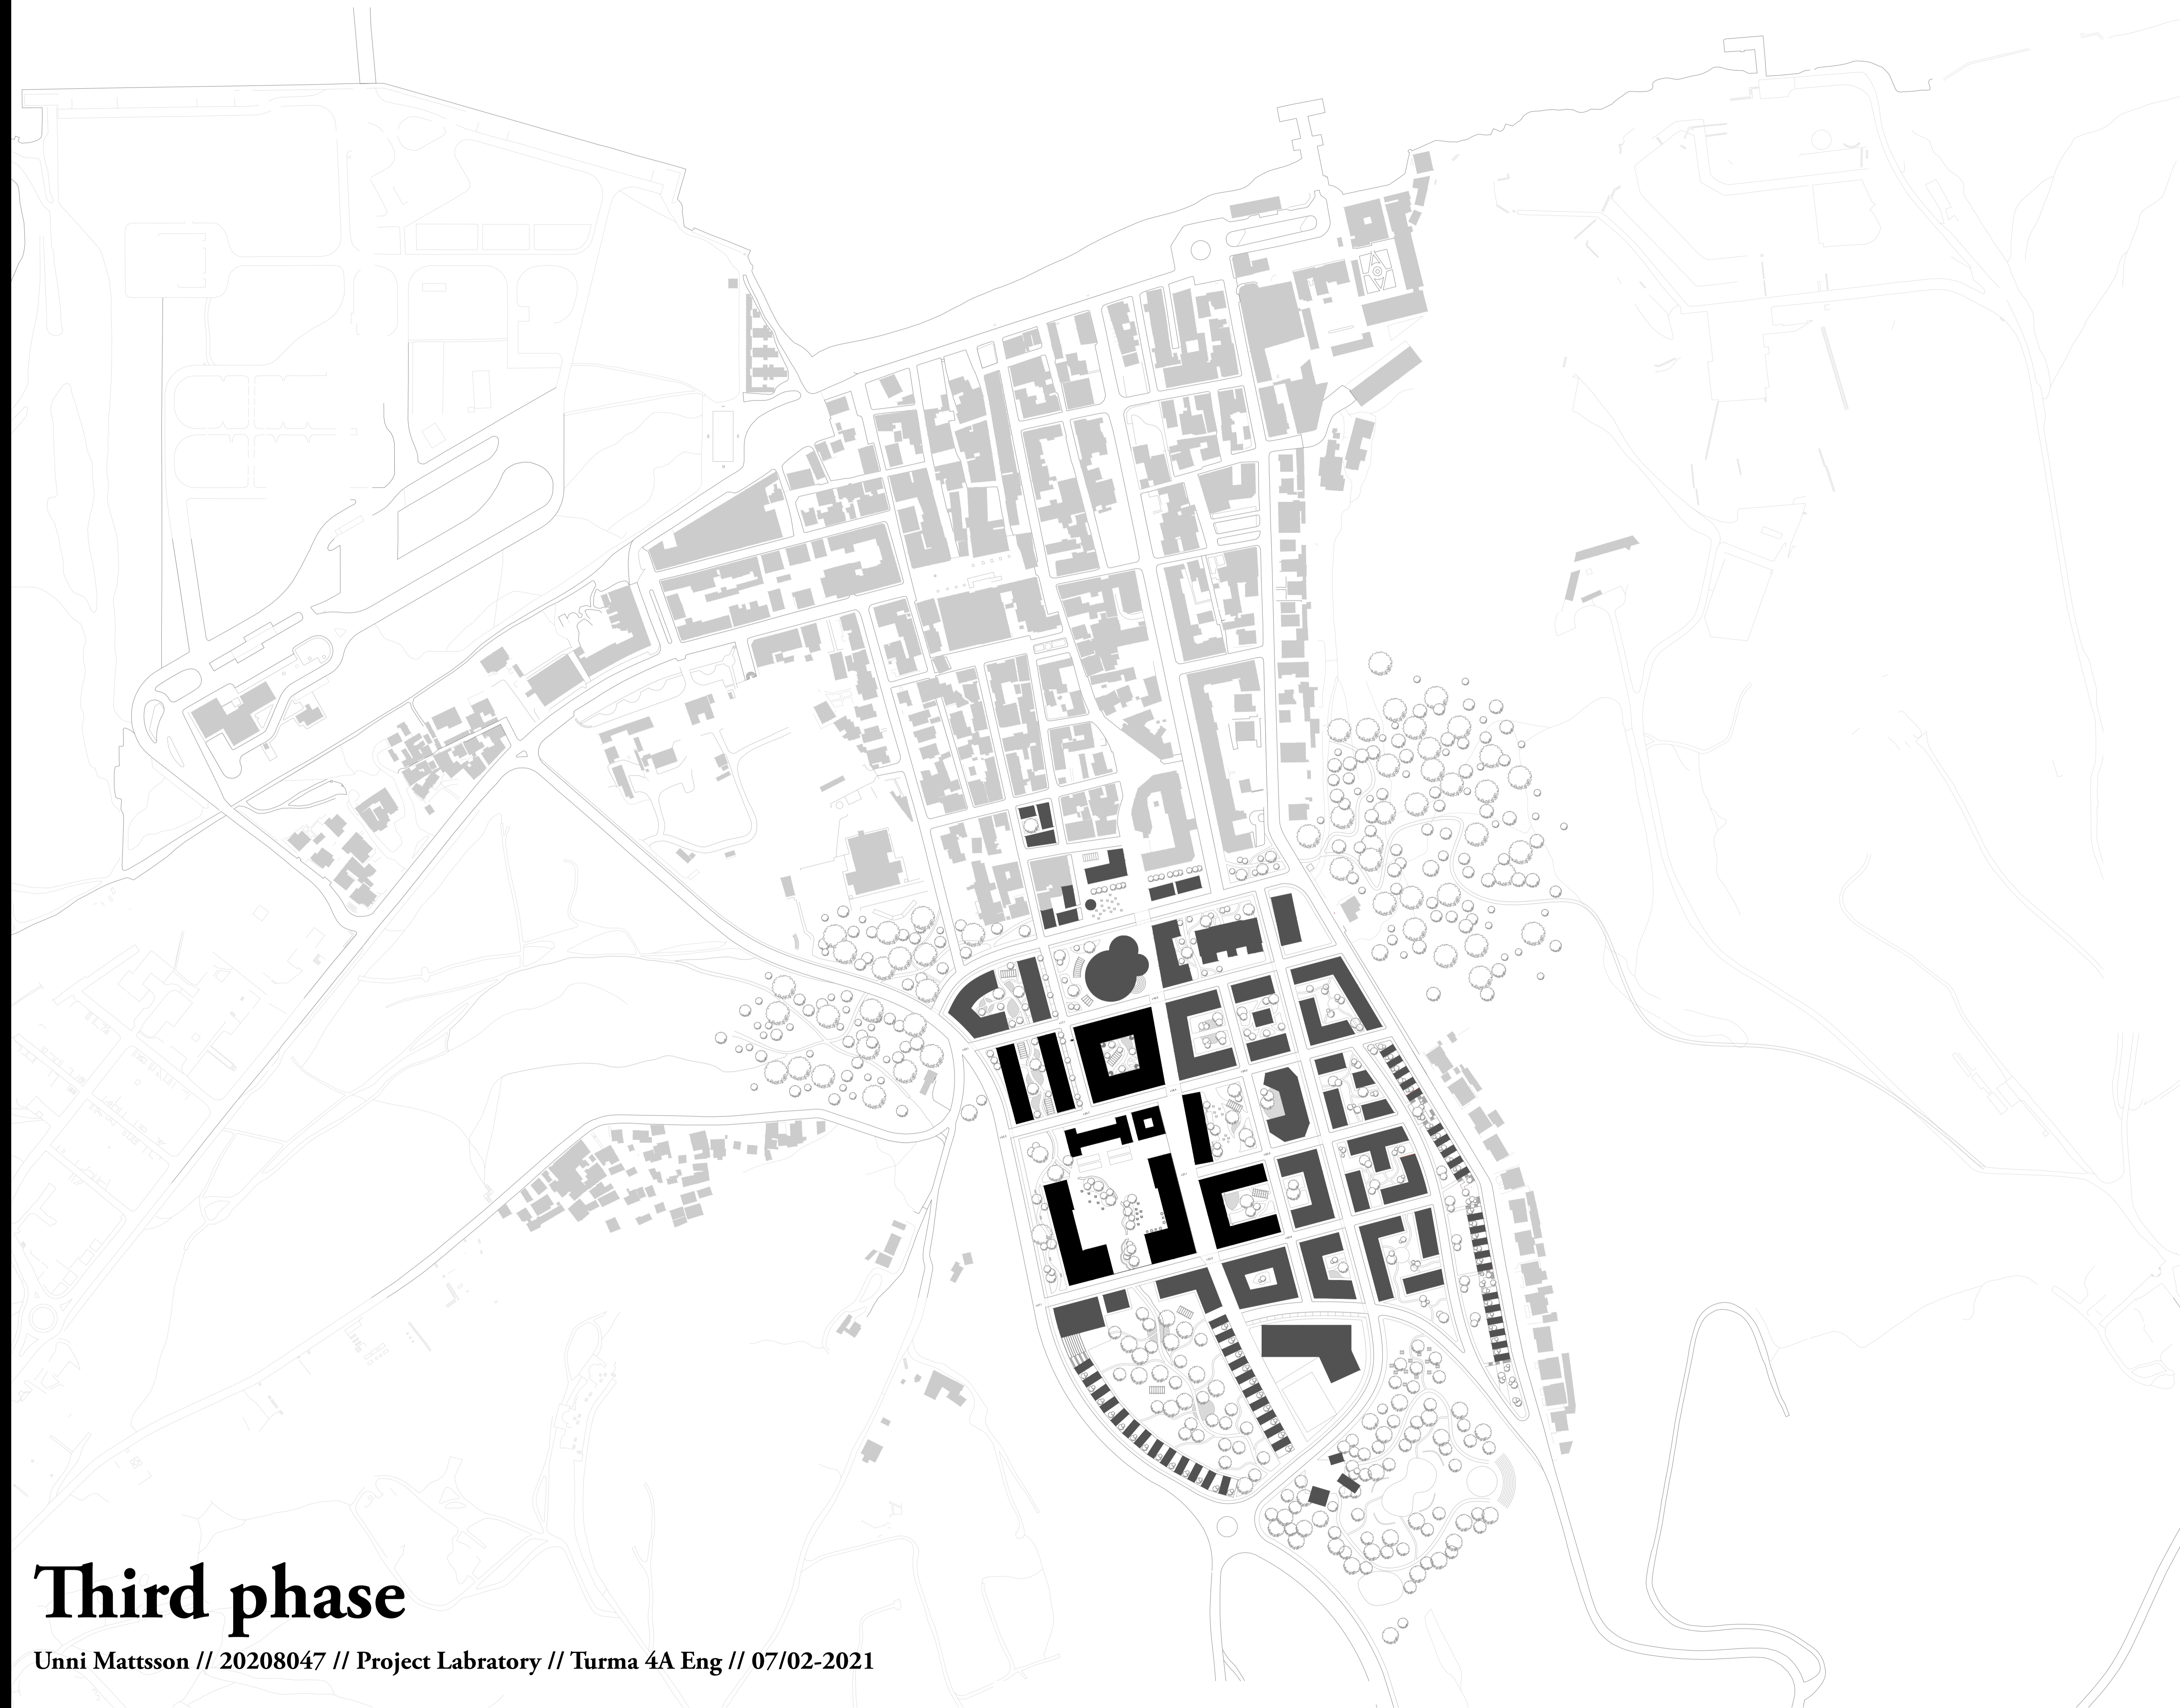 Third phase
Unni Mattsson // 20208047 // Project Labratory // Turma 4A Eng // 07/02-2021